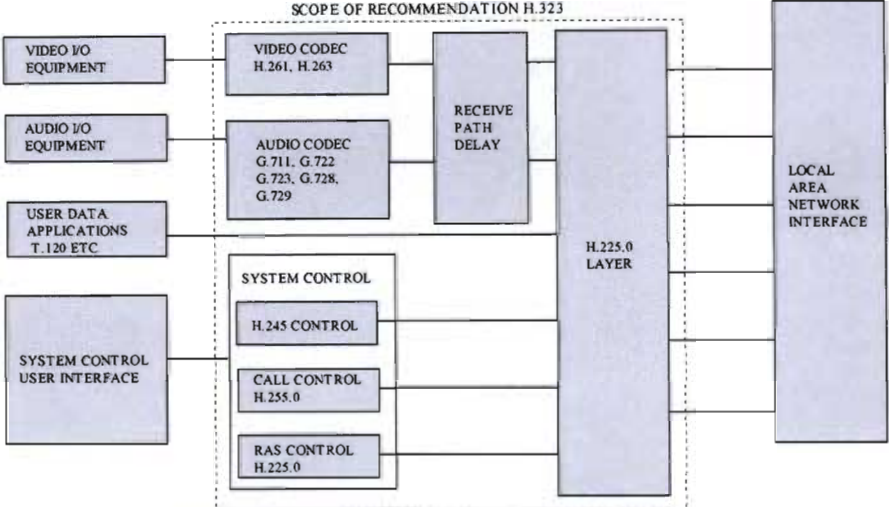 SCOPE OF RECOMMENDATION H.323
VIDEO I/O
EQUIPMENT
VIDEO CODEC
H.261, H.263
AUDIO I/O
EQUIPMENT
AUDIO CODEC
G.711, G.722
G.723, G.728,
G.729
RECEIVE
PATH
DELAY
USER DATA
APPLICATIONS
T.120 ETC
H.225.0
LAYER
LOCAL
AREA
NETWORK
INTERFACE
SYSTEM CONTROL
H.245 CONTROL
SYSTEM CONTROL
USER INTERFACE
CALL CONTROL
H.255.0
RAS CONTROL
H.225.0